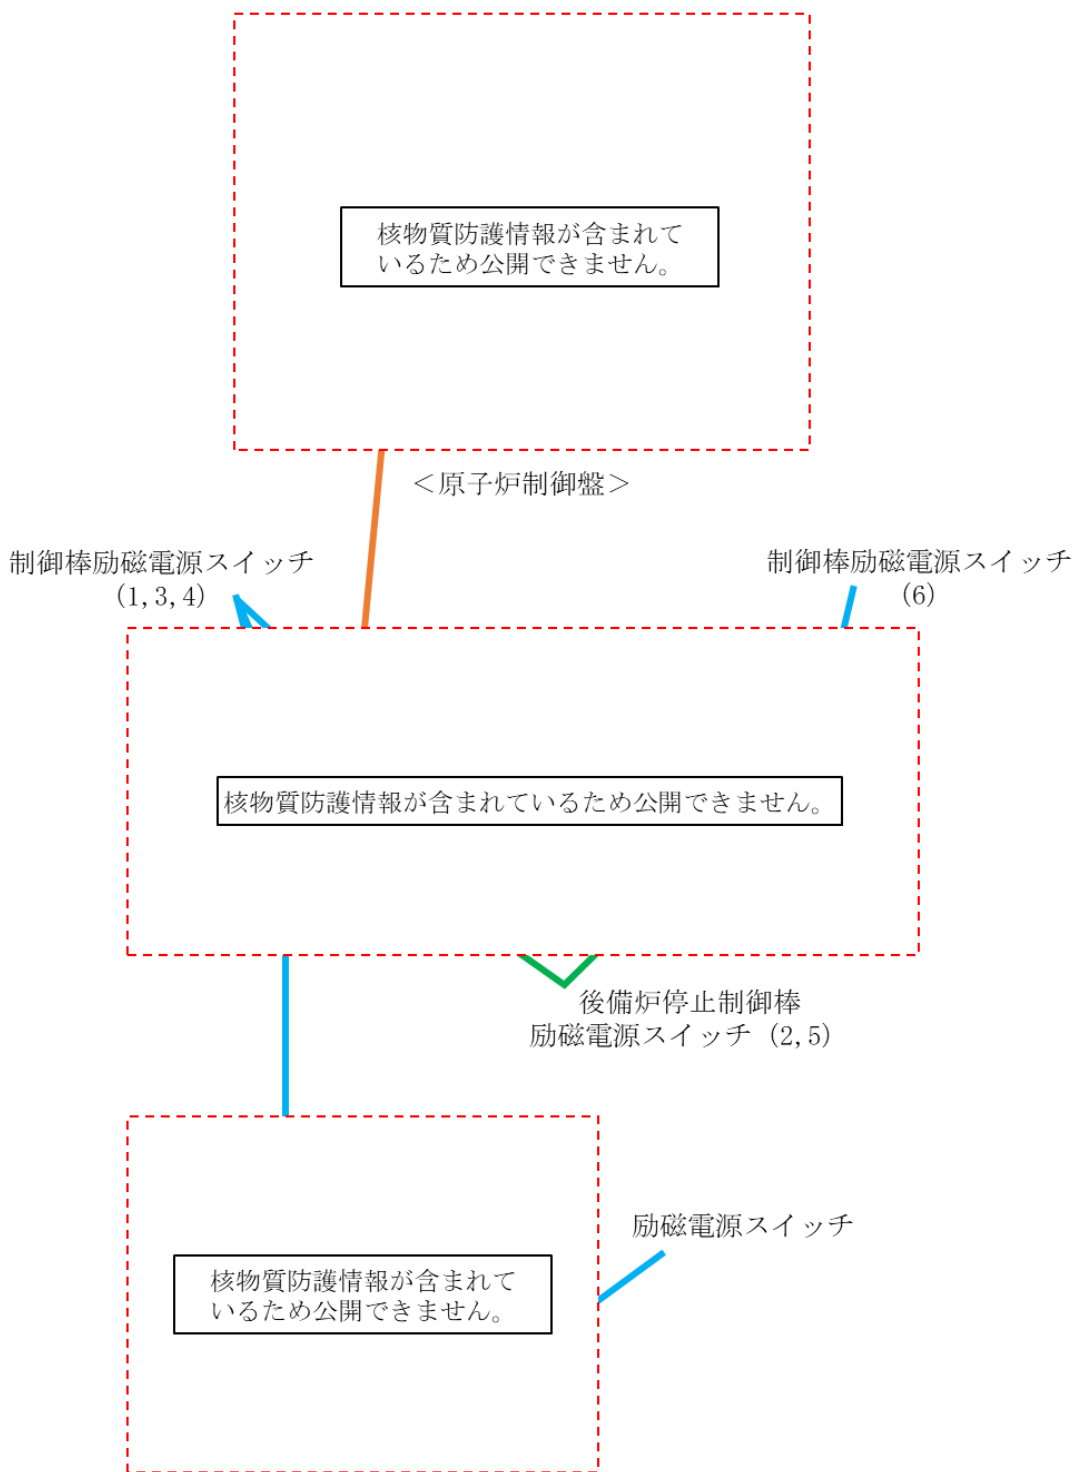 核物質防護情報が含まれて
いるため公開できません。
＜原子炉制御盤＞
制御棒励磁電源スイッチ
(1,3,4)
制御棒励磁電源スイッチ
(6)
核物質防護情報が含まれているため公開できません。
後備炉停止制御棒
励磁電源スイッチ (2,5)
励磁電源スイッチ
核物質防護情報が含まれて
いるため公開できません。